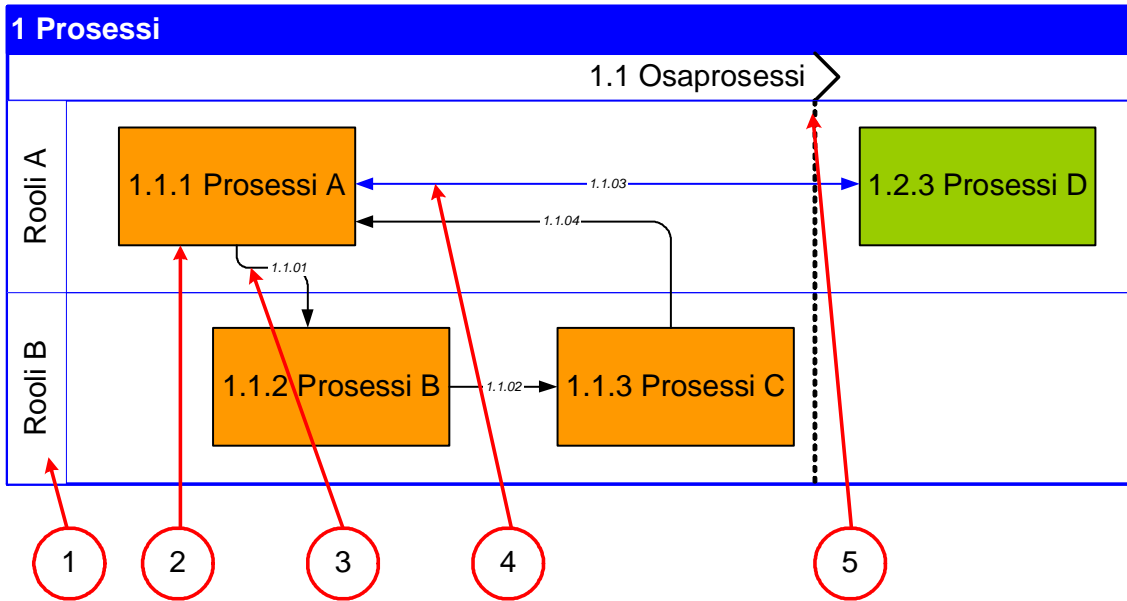 1 Prosessi
1.1 Osaprosessi
Rooli A
1.1.1 Prosessi A
1.1.03
1.2.3 Prosessi D
1.1.04
1.1.01
Rooli B
1.1.2 Prosessi B
1.1.02
1.1.3 Prosessi C
1
2
3
4
5